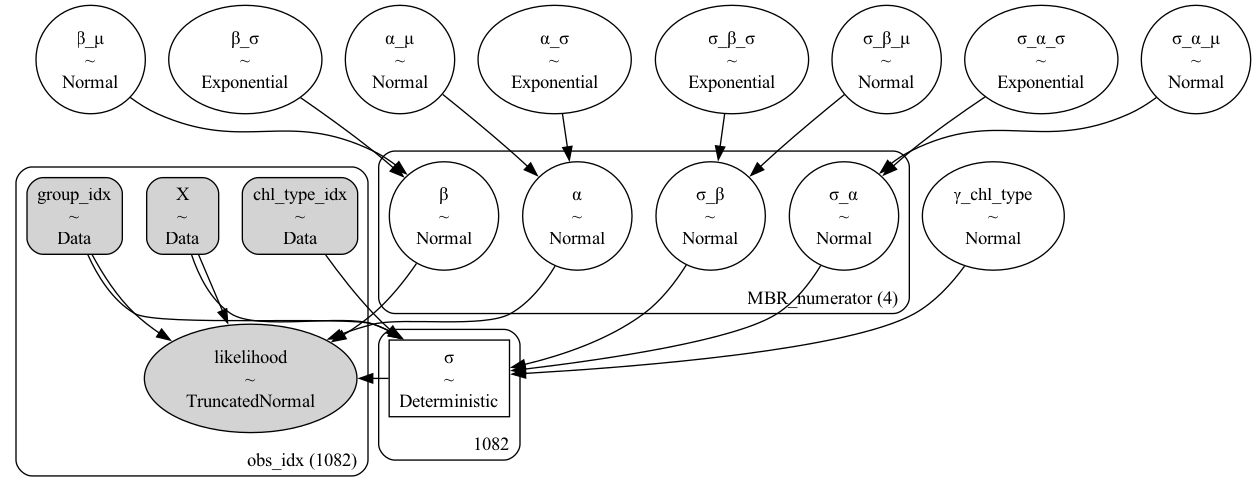 β_μ
~
Normal
β_σ
~
Exponential
α_μ
~
Normal
α_σ
~
Exponential
σ_β_σ
~
Exponential
σ_β_μ
~
Normal
σ_α_σ
~
Exponential
σ_α_μ
~
Normal
group_idx
~
Data
X
~
Data
chl_type_idx
~
Data
β
~
Normal
α
~
Normal
σ_β
~
Normal
σ_α
~
Normal
γ_chl_type
~
Normal
MBR_numerator (4)
likelihood
~
TruncatedNormal
σ
~
Deterministic
1082
obs_idx (1082)